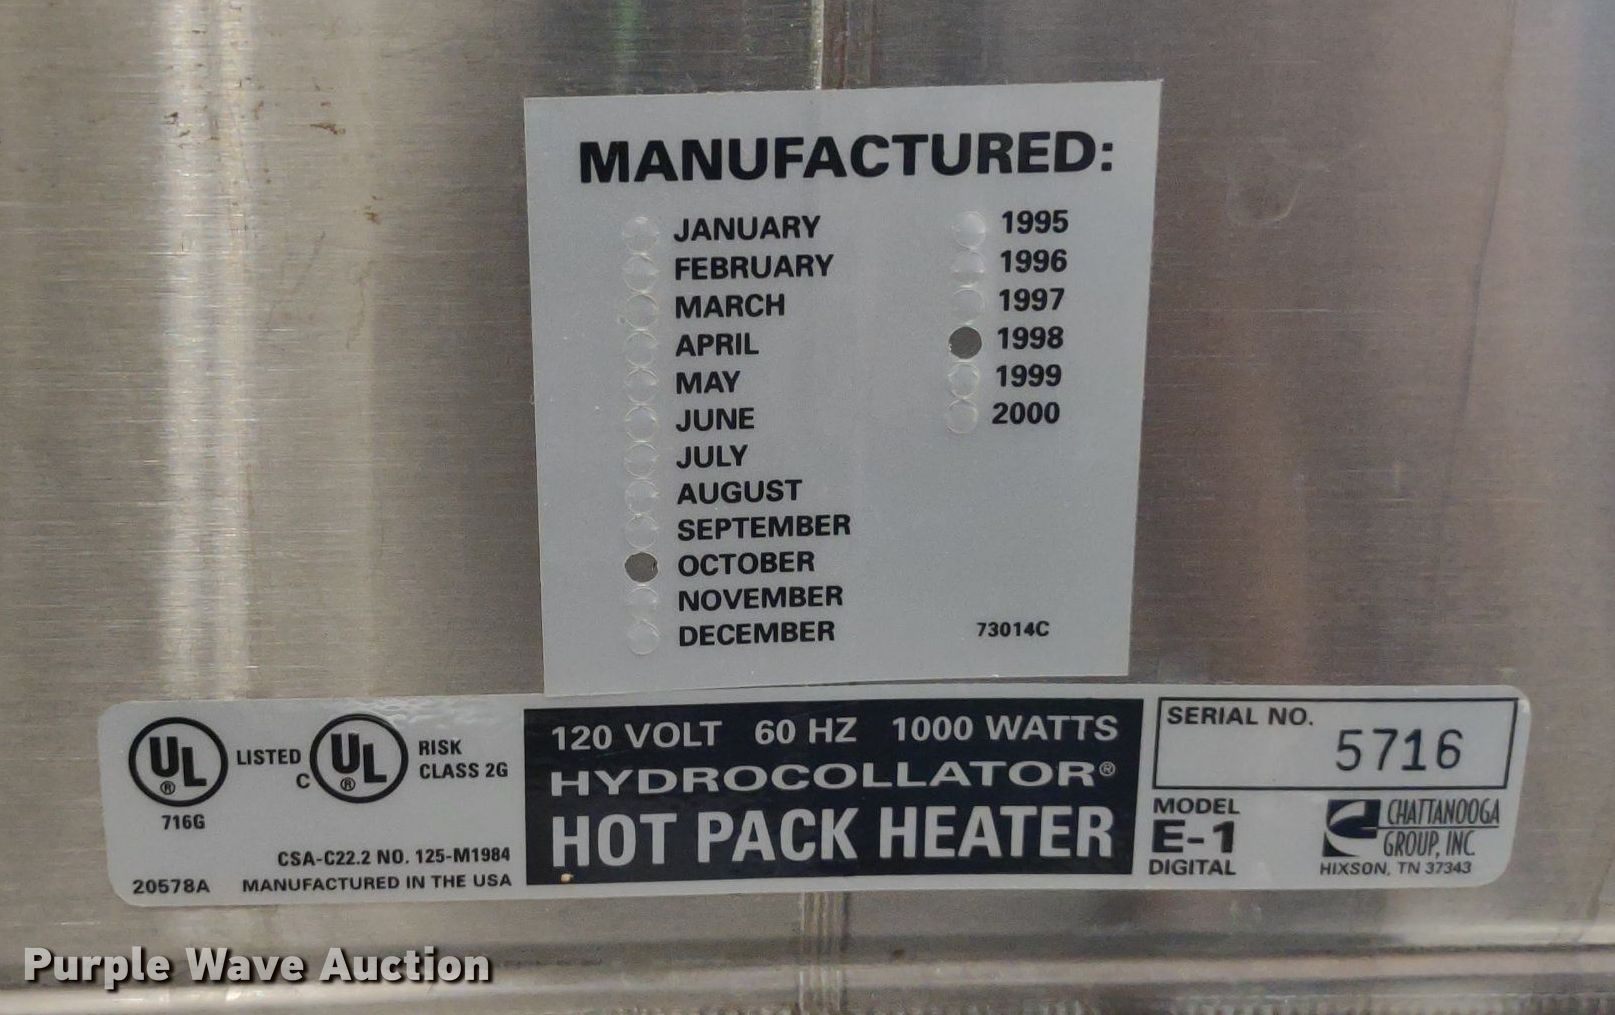 MANUFACTURED:
JANUARY 1995
FEBRUARY 1996
MARCH 1997
APRIL 1998
MAY 1999
JUNE 2000
JULY
AUGUST
SEPTEMBER
OCTOBER
NOVEMBER
DECEMBER 73014C
UL ® LISTED C UL ® RISK CLASS 2G
716G
CSA-C22.2 NO. 125-M1984
20578A MANUFACTURED IN THE USA
120 VOLT 60 HZ 1000 WATTS
HYDROCOLLATOR®
HOT PACK HEATER
SERIAL NO. 5716
MODEL
E-1
DIGITAL
CHATTANOOGA
GROUP, INC.
HIXSON, TN 37343
Purple Wave Auction